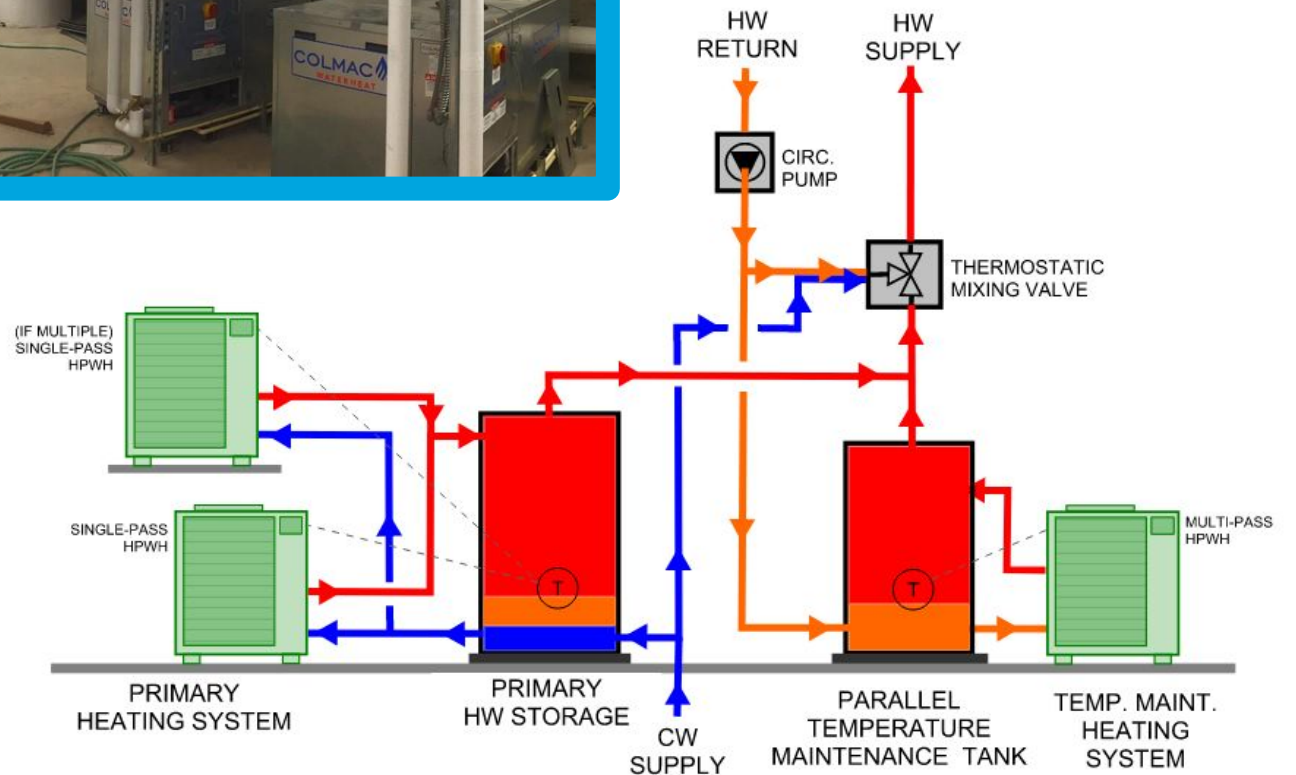 COLMAC
WATERHEAT
HW
RETURN
HW
SUPPLY
CIRC.
PUMP
THERMOSTATIC
MIXING VALVE
(IF MULTIPLE)
SINGLE-PASS
HPWH
SINGLE-PASS
HPWH
T
T
MULTI-PASS
HPWH
PRIMARY
HEATING SYSTEM
PRIMARY
HW STORAGE
CW
SUPPLY
PARALLEL
TEMPERATURE
MAINTENANCE TANK
TEMP. MAINT.
HEATING
SYSTEM